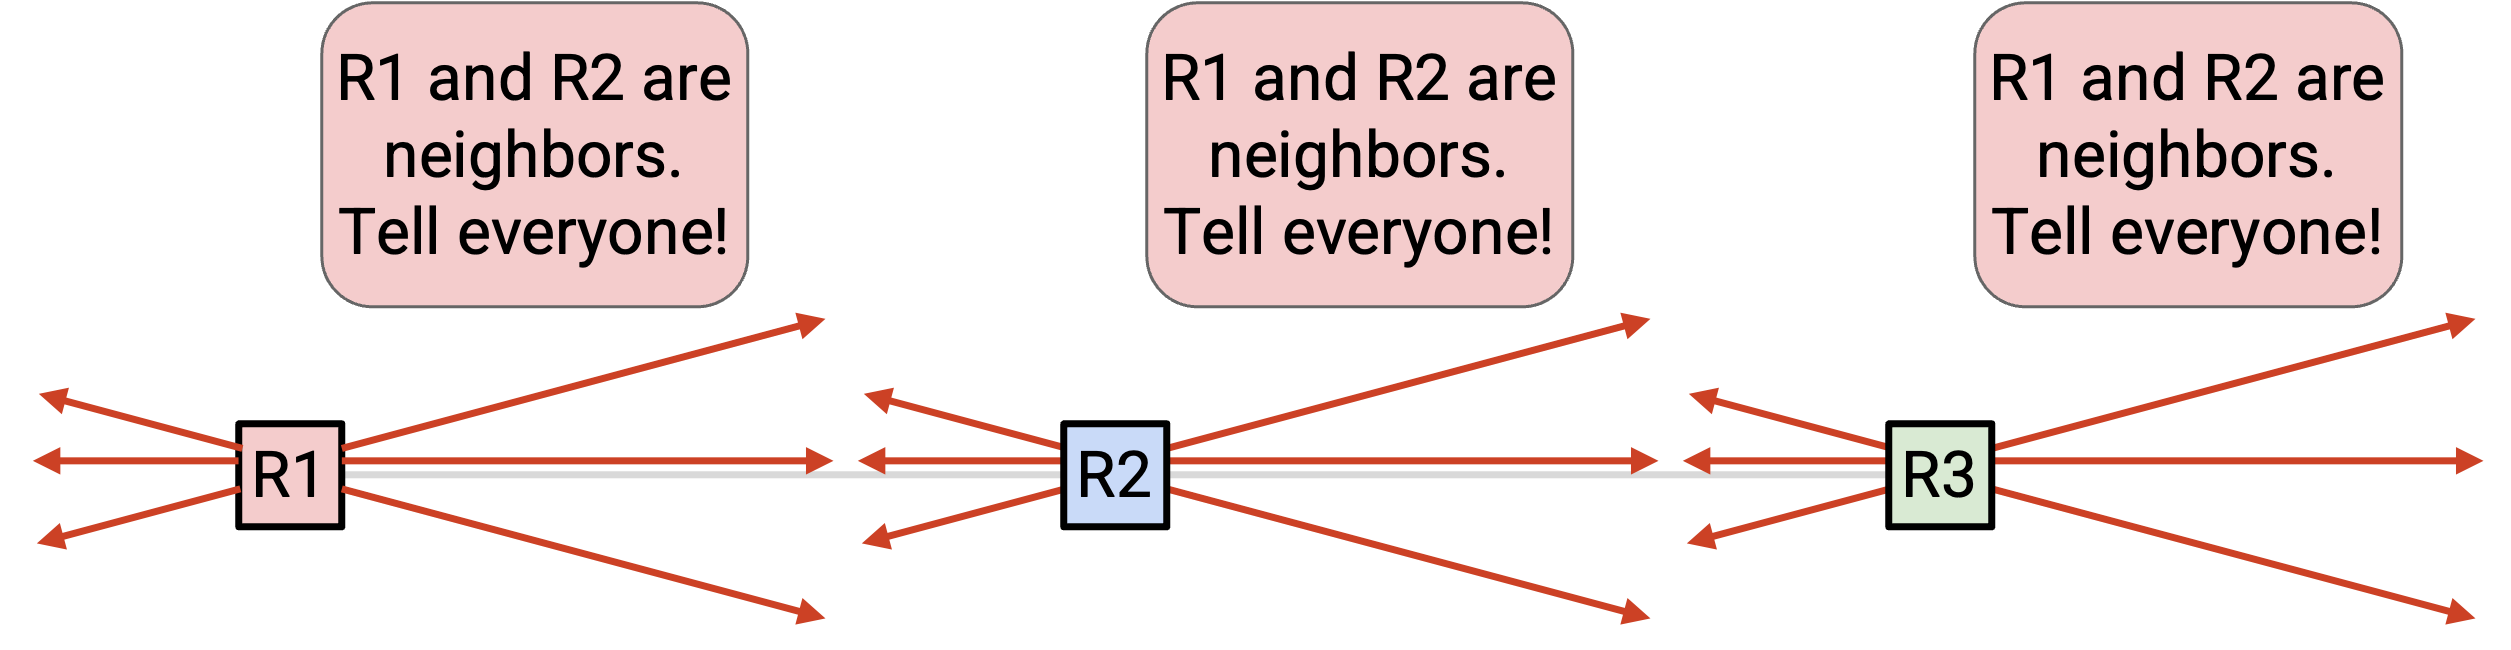 R1 and R2 are
neighbors.
Tell everyone!
R1 and R2 are
neighbors.
Tell everyone!
R1 and R2 are
neighbors.
Tell everyone!
R1
R2
R3